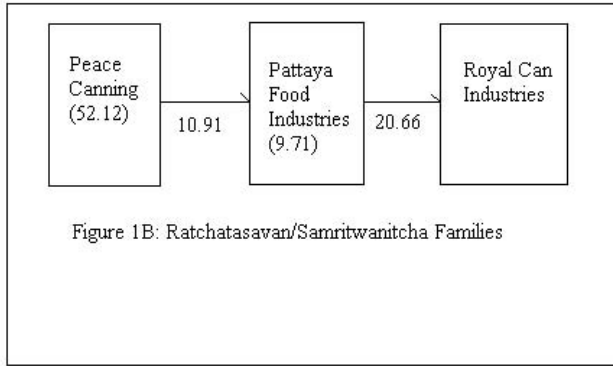 Peace
Canning
(52.12)
10.91
Pattaya
Food
Industries
(9.71)
20.66
Royal Can
Industries
Figure 1B: Ratchatasavan/Samritwanitcha Families